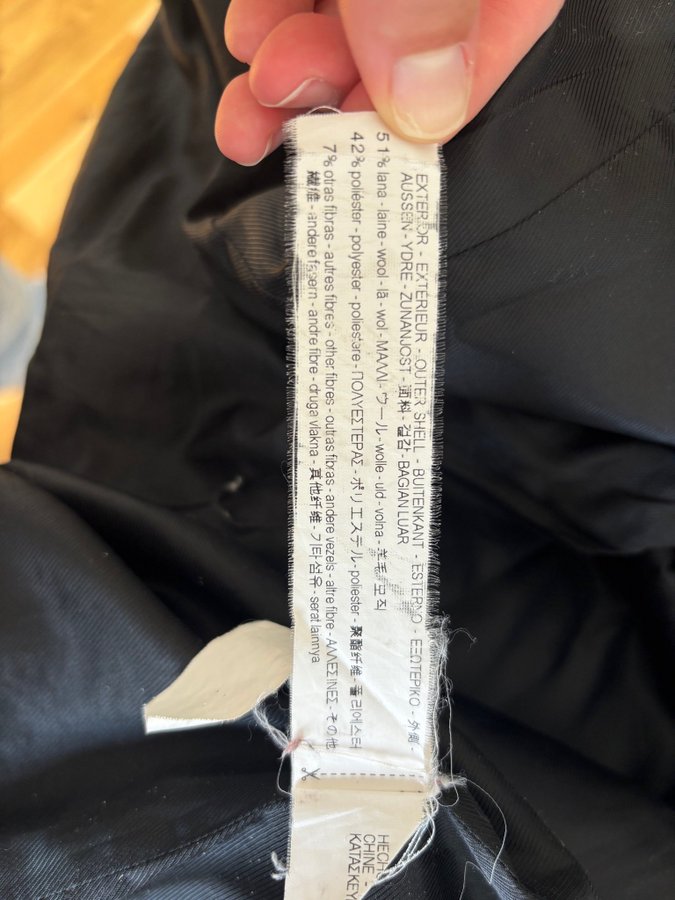 EXTERIOR - EXTÉRIEUR - OUTER SHELL - BUITENKANT - ESTERNO - ΕΞΩΤΕΡΙΚΟ - 外側 -
AUSSEN - YDRE - ZUNANJOST - 面料 - 겉감 - BAGIAN LUAR
51% lana - laine - wool - lã - wol - ΜΑΛΛΙ - ウール - wolle - uld - volna - 羊毛 모직
42% poliéster - polyester - poliestere - ΠΟΛΥΕΣΤΕΡΑΣ - ポリエステル - poliester - 聚酯纤维 - 폴리에스터
7% otras fibras - autres fibres - other fibres - outras fibras - andere vezels - altre fibre - ΑΛΛΕΣ ΙΝΕΣ - その他
繊維 - andere fasern - andre fibre - druga vlakna - 其他纤维 - 기타 섬유 - serat lainnya
HECH
CHINE
ΚΑΤΑΣΚΕΥ